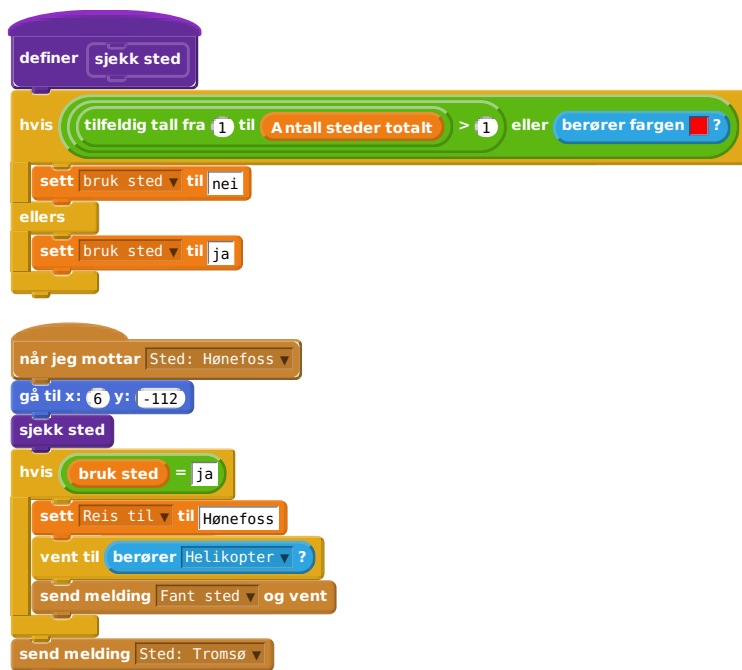 definer sjekk sted
hvis tilfeldig tall fra 1 til Antall steder totalt > 1 eller berører fargen ?
sett bruk sted til nei
ellers
sett bruk sted til ja
når jeg mottar Sted: Hønefoss
gå til x: 6 y: -112
sjekk sted
hvis bruk sted = ja
sett Reis til til Hønefoss
vent til berører Helikopter ?
send melding Fant sted og vent
send melding Sted: Tromsø